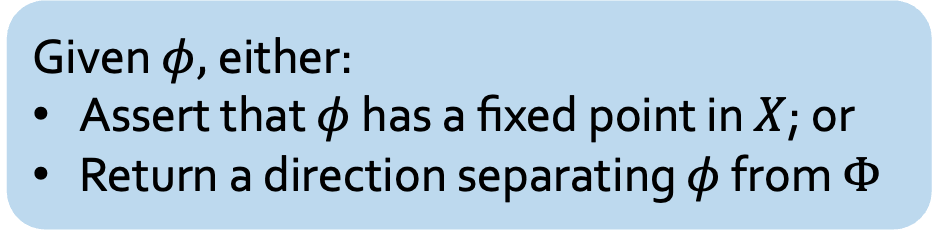 Given 𝜙, either:
• Assert that 𝜙 has a fixed point in 𝑋; or
• Return a direction separating 𝜙 from Φ